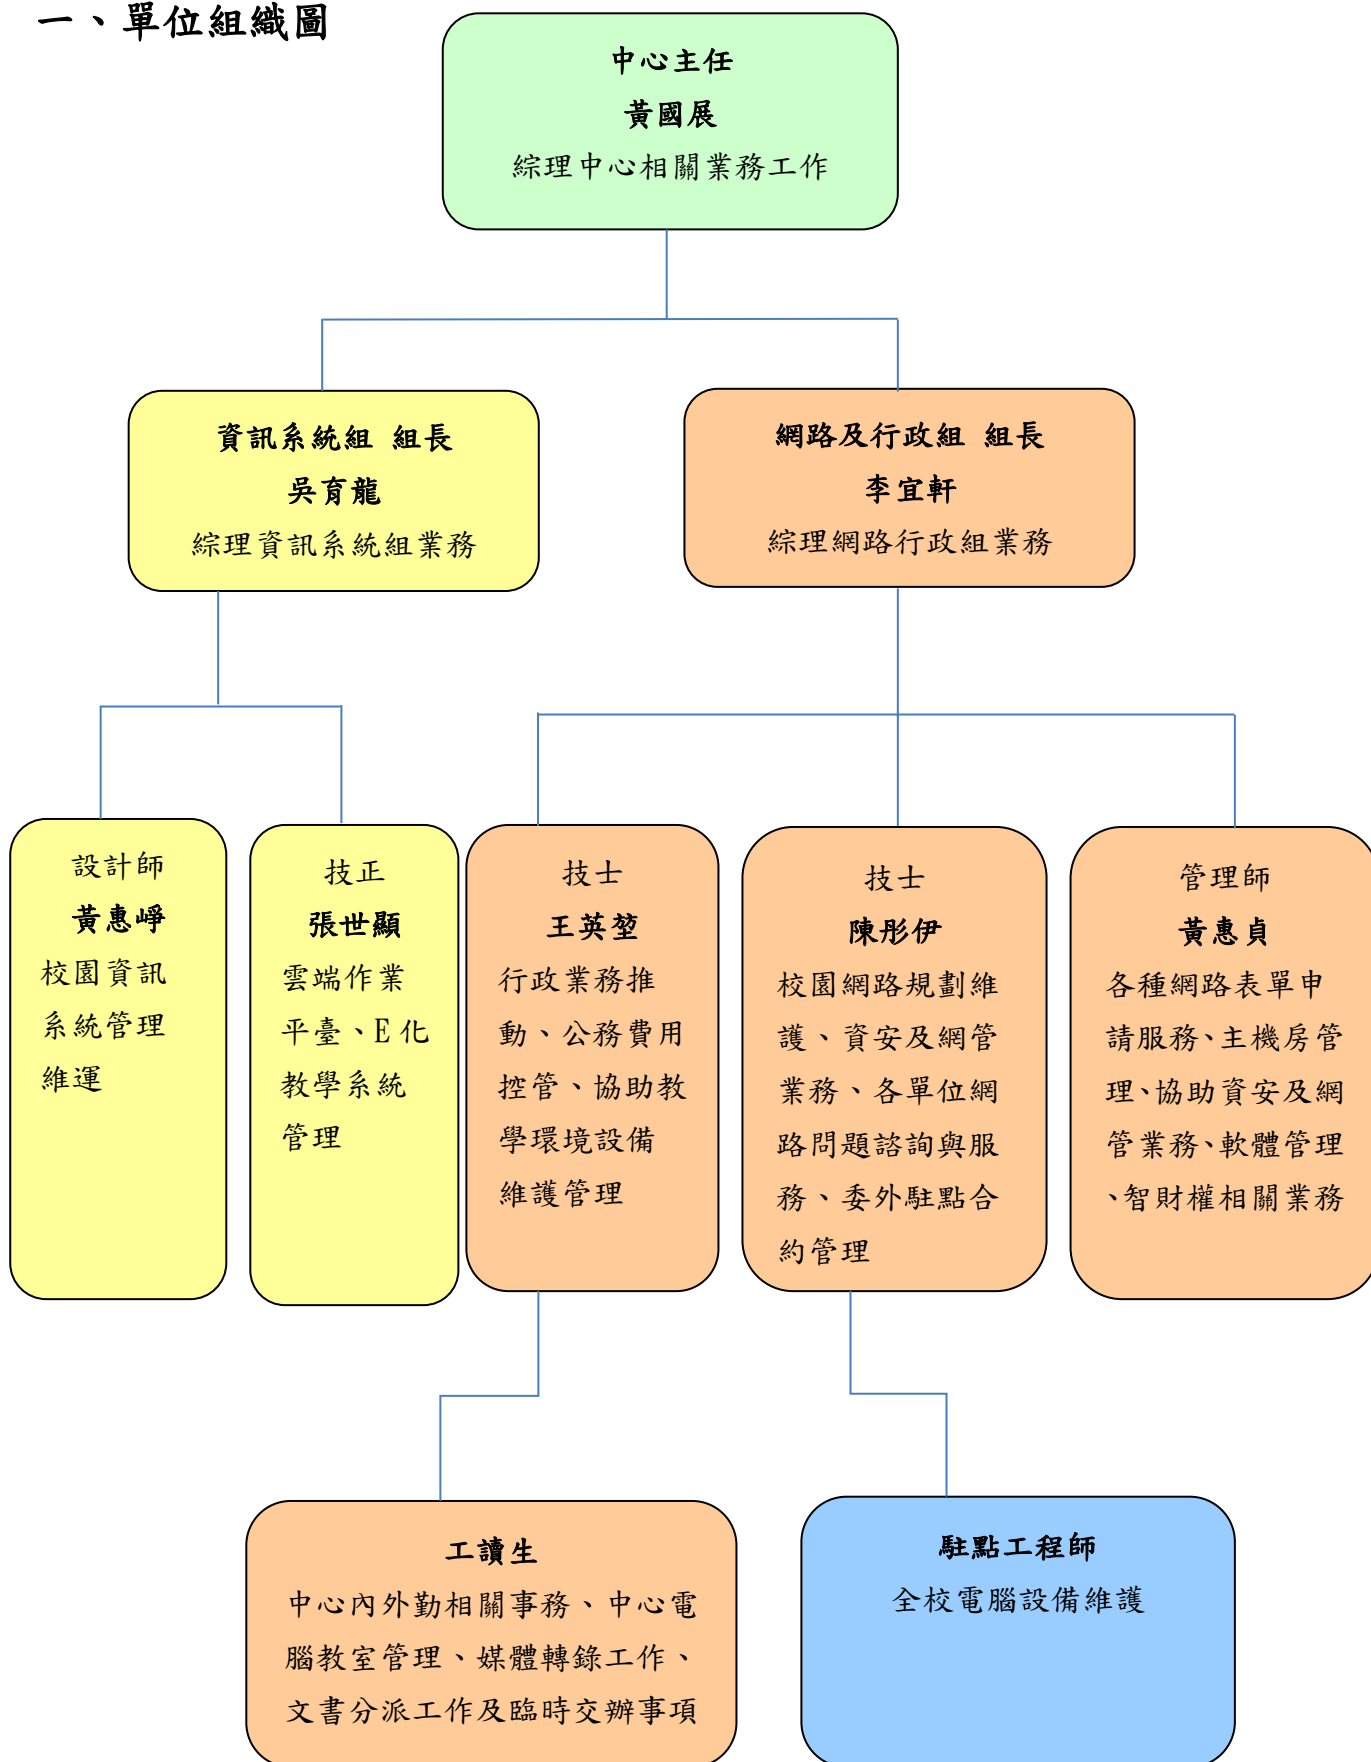 一、單位組織圖
中心主任
黃國展
綜理中心相關業務工作
資訊系統組 組長
吳育龍
綜理資訊系統組業務
網路及行政組 組長
李宜軒
綜理網路行政組業務
設計師
黃惠崢
校園資訊
系統管理
維運
技正
張世顯
雲端作業
平臺、E化
教學系統
管理
技士
王英堃
行政業務推
動、公務費用
控管、協助教
學環境設備
維護管理
技士
陳彤伊
校園網路規劃維
護、資安及網管
業務、各單位網
路問題諮詢與服
務、委外駐點合
約管理
管理師
黃惠貞
各種網路表單申
請服務、主機房管
理、協助資安及網
管業務、軟體管理
、智財權相關業務
工讀生
中心內外勤相關事務、中心電
腦教室管理、媒體轉錄工作、
文書分派工作及臨時交辦事項
駐點工程師
全校電腦設備維護